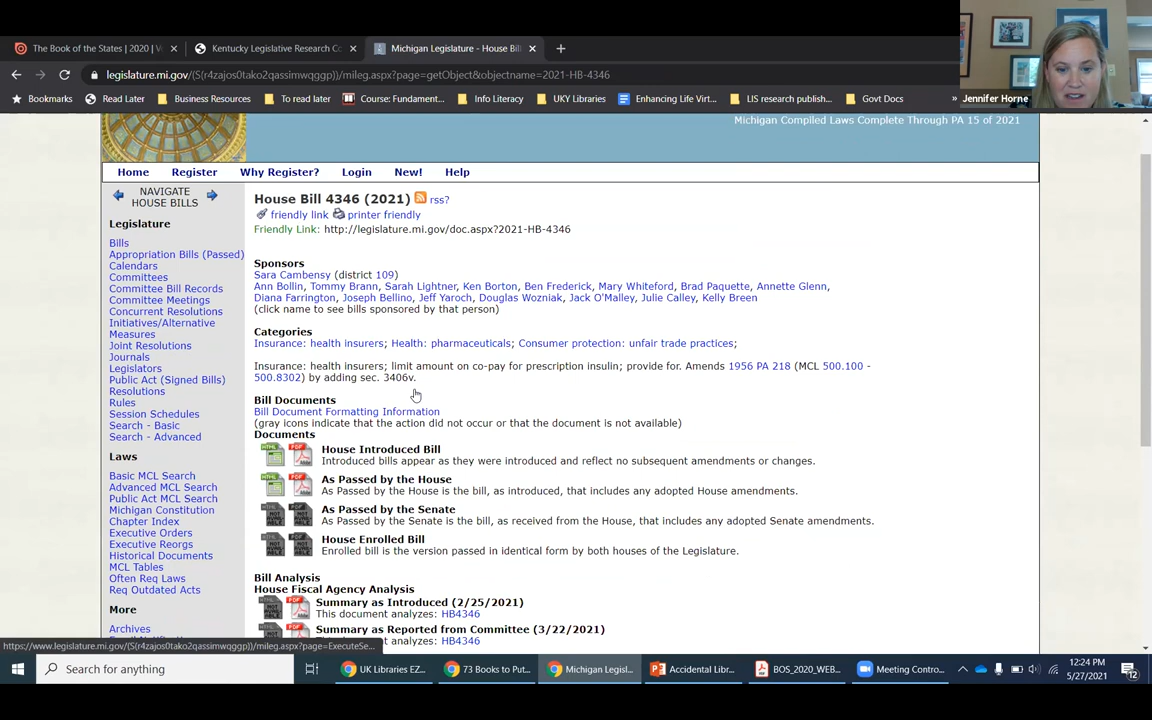 The Book of the States | 2020 |
Kentucky Legislative Research Co
Michigan Legislature - House Bil
legislature.mi.gov/(S(r4zajos0tako2qassimwqggp))/mileg.aspx?page=getObject&objectname=2021-HB-4346
Bookmarks
Read Later
Business Resources
To read later
Course: Fundament...
Info Literacy
UKY Libraries
Enhancing Life Virt...
LIS research publish...
Govt Docs
»
Jennifer Horne
Michigan Compiled Laws Complete Through PA 15 of 2021
Home Register Why Register? Login New! Help
NAVIGATE
HOUSE BILLS
Legislature
Bills
Appropriation Bills (Passed)
Calendars
Committees
Committee Bill Records
Committee Meetings
Concurrent Resolutions
Initiatives/Alternative
Measures
Joint Resolutions
Journals
Legislators
Public Act (Signed Bills)
Resolutions
Rules
Session Schedules
Search - Basic
Search - Advanced
Laws
Basic MCL Search
Advanced MCL Search
Public Act MCL Search
Michigan Constitution
Chapter Index
Executive Orders
Executive Reorgs
Historical Documents
MCL Tables
Often Req Laws
Req Outdated Acts
More
Archives
House Bill 4346 (2021) rss?
friendly link printer friendly
Friendly Link: http://legislature.mi.gov/doc.aspx?2021-HB-4346
Sponsors
Sara Cambensy (district 109)
Ann Bollin, Tommy Brann, Sarah Lightner, Ken Borton, Ben Frederick, Mary Whiteford, Brad Paquette, Annette Glenn,
Diana Farrington, Joseph Bellino, Jeff Yaroch, Douglas Wozniak, Jack O'Malley, Julie Calley, Kelly Breen
(click name to see bills sponsored by that person)
Categories
Insurance: health insurers; Health: pharmaceuticals; Consumer protection: unfair trade practices;
Insurance: health insurers; limit amount on co-pay for prescription insulin; provide for. Amends 1956 PA 218 (MCL 500.100 -
500.8302) by adding sec. 3406v.
Bill Documents
Bill Document Formatting Information
(gray icons indicate that the action did not occur or that the document is not available)
Documents
House Introduced Bill
Introduced bills appear as they were introduced and reflect no subsequent amendments or changes.
As Passed by the House
As Passed by the House is the bill, as introduced, that includes any adopted House amendments.
As Passed by the Senate
As Passed by the Senate is the bill, as received from the House, that includes any adopted Senate amendments.
House Enrolled Bill
Enrolled bill is the version passed in identical form by both houses of the Legislature.
Bill Analysis
House Fiscal Agency Analysis
Summary as Introduced (2/25/2021)
This document analyzes: HB4346
Summary as Reported from Committee (3/22/2021)
HB4346
https://www.legislature.mi.gov/(S(r4zajos0tako2qassimwqggp))/mileg.aspx?page=ExecuteSe...
Search for anything
UK Libraries EZ...
73 Books to Put...
Michigan Legisl...
Accidental Libr...
BOS_2020_WEB...
Meeting Contro...
12:24 PM
5/27/2021
12